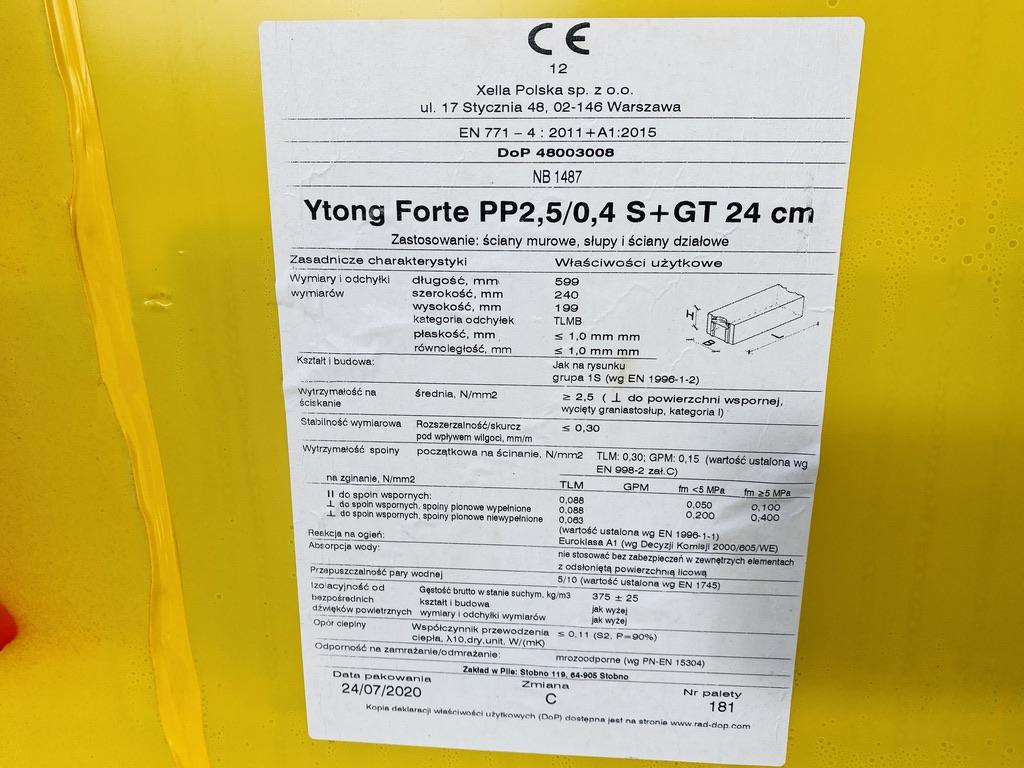 CE
12
Xella Polska sp. z o.o.
ul. 17 Stycznia 48, 02-146 Warszawa
EN 771 – 4 : 2011+A1:2015
DoP 48003008
NB 1487
Ytong Forte PP2,5/0,4 S+GT 24 cm
Zastosowanie: ściany murowe, słupy i ściany działowe
Zasadnicze charakterystyki Właściwości użytkowe
Wymiary i odchyłki długość, mm 599
wymiarów szerokość, mm 240
wysokość, mm 199
kategoria odchyłek TLMB
płaskość, mm ≤ 1,0 mm mm
równoległość, mm ≤ 1,0 mm mm
H B L
Kształt i budowa: Jak na rysunku
grupa 1S (wg EN 1996-1-2)
Wytrzymałość na średnia, N/mm2 ≥ 2,5 ( ⊥ do powierzchni wspornej,
ściskanie wycięty graniastosłup, kategoria I)
Stabilność wymiarowa Rozszerzalność/skurcz ≤ 0,30
pod wpływem wilgoci, mm/m
Wytrzymałość spoiny początkowa na ścinanie, N/mm2 TLM: 0,30; GPM: 0,15 (wartość ustalona wg
EN 998-2 zał.C)
na zginanie, N/mm2 TLM GPM fm <5 MPa fm ≥5 MPa
II do spoin wspornych: 0,088 0,050 0,100
⊥ do spoin wspornych, spoiny pionowe wypełnione 0,088 0,200 0,400
⊥ do spoin wspornych, spoiny pionowe niewypełnione 0,063
(wartość ustalona wg EN 1996-1-1)
Reakcja na ogień: Euroklasa A1 (wg Decyzji Komisji 2000/605/WE)
Absorpcja wody: nie stosować bez zabezpieczeń w zewnętrznych elementach
z odsłoniętą powierzchnią licową
Przepuszczalność pary wodnej 5/10 (wartość ustalona wg EN 1745)
Izolacyjność od Gęstość brutto w stanie suchym, kg/m3 375 ± 25
bezpośrednich kształt i budowa jak wyżej
dźwięków powietrznych wymiary i odchyłki wymiarów jak wyżej
Opór cieplny Współczynnik przewodzenia ≤ 0,11 (S2, P=90%)
ciepła, λ10,dry,unit, W/(mK)
Odporność na zamrażanie/odmrażanie: mrozoodporne (wg PN-EN 15304)
Zakład w Pile: Stobno 119, 64-905 Stobno
Data pakowania Zmiana Nr palety
24/07/2020 C 181
Kopia deklaracji właściwości użytkowych (DoP) dostępna jest na stronie www.rad-dop.com